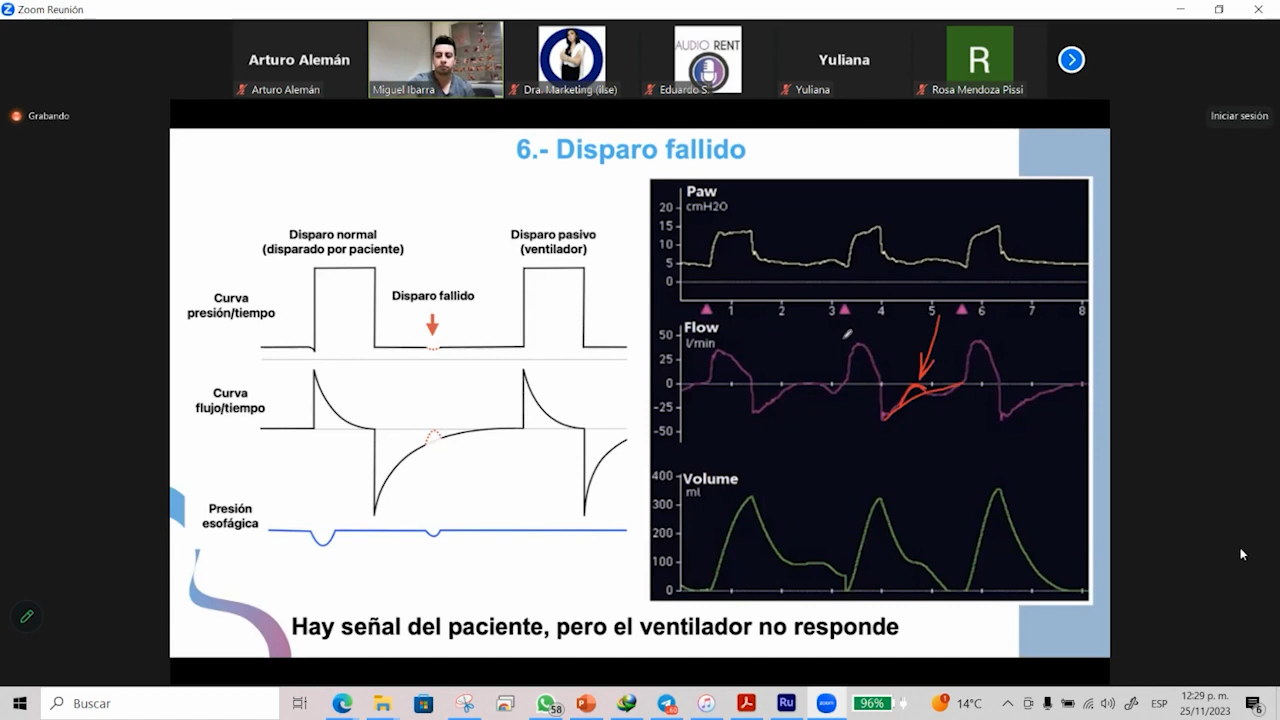 Zoom Reunión
Arturo Alemán
Arturo Alemán
Miguel Ibarra
Dra. Marketing (ilse)
AUDIO RENT
Eduardo S.
Yuliana
Yuliana
R
Rosa Mendoza Pissi
Grabando
Iniciar sesión
6.- Disparo fallido
Disparo normal
(disparado por paciente)
Disparo pasivo
(ventilador)
Curva
presión/tiempo
Disparo fallido
Curva
flujo/tiempo
Presión
esofágica
Paw
cmH2O
20
15
10
5
0
1 2 3 4 5 6 7 8
Flow
l/min
50
25
0
-25
-50
Volume
ml
400
300
200
100
0
Hay señal del paciente, pero el ventilador no responde
Buscar
58
Ru
zoom
96%
1
14°C
ESP
12:29 p. m.
25/11/2023
6